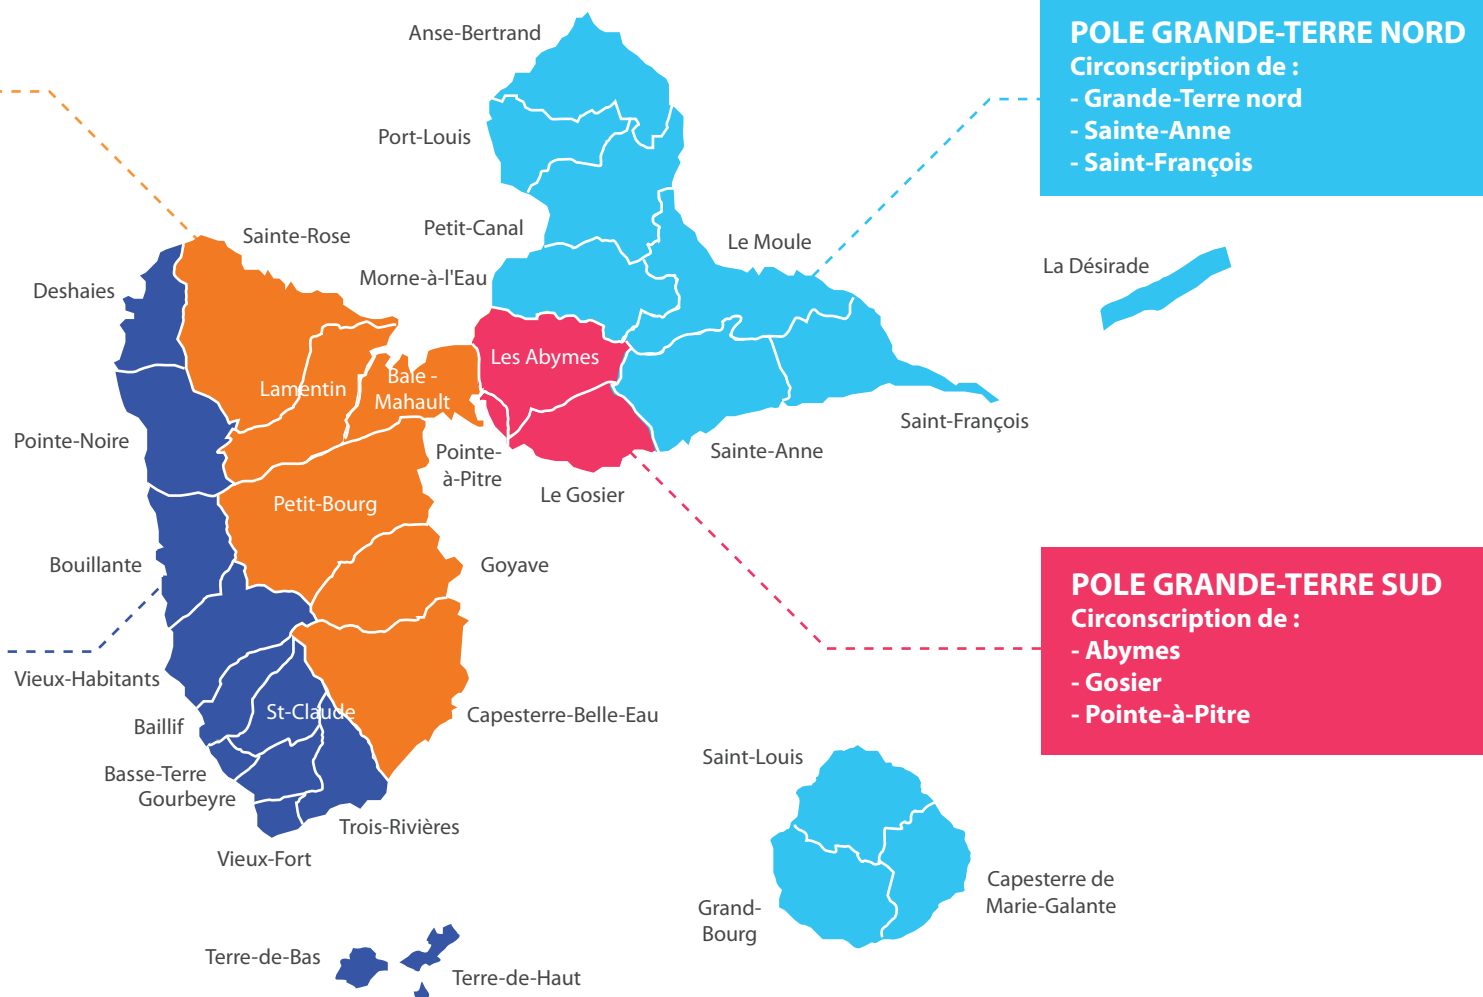 Anse-Bertrand
POLE GRANDE-TERRE NORD
Circonscription de :
- Grande-Terre nord
- Sainte-Anne
- Saint-François
Port-Louis
Sainte-Rose
Petit-Canal
Le Moule
La Désirade
Morne-à-l'Eau
Deshaies
Les Abymes
Lamentin
Baie -
Mahault
Saint-François
Pointe-Noire
Pointe-
à-Pitre
Sainte-Anne
Le Gosier
Petit-Bourg
Bouillante
Goyave
POLE GRANDE-TERRE SUD
Circonscription de :
- Abymes
- Gosier
- Pointe-à-Pitre
Vieux-Habitants
St-Claude
Baillif
Capesterre-Belle-Eau
Basse-Terre
Gourbeyre
Saint-Louis
Trois-Rivières
Vieux-Fort
Capesterre de
Marie-Galante
Grand-
Bourg
Terre-de-Bas
Terre-de-Haut